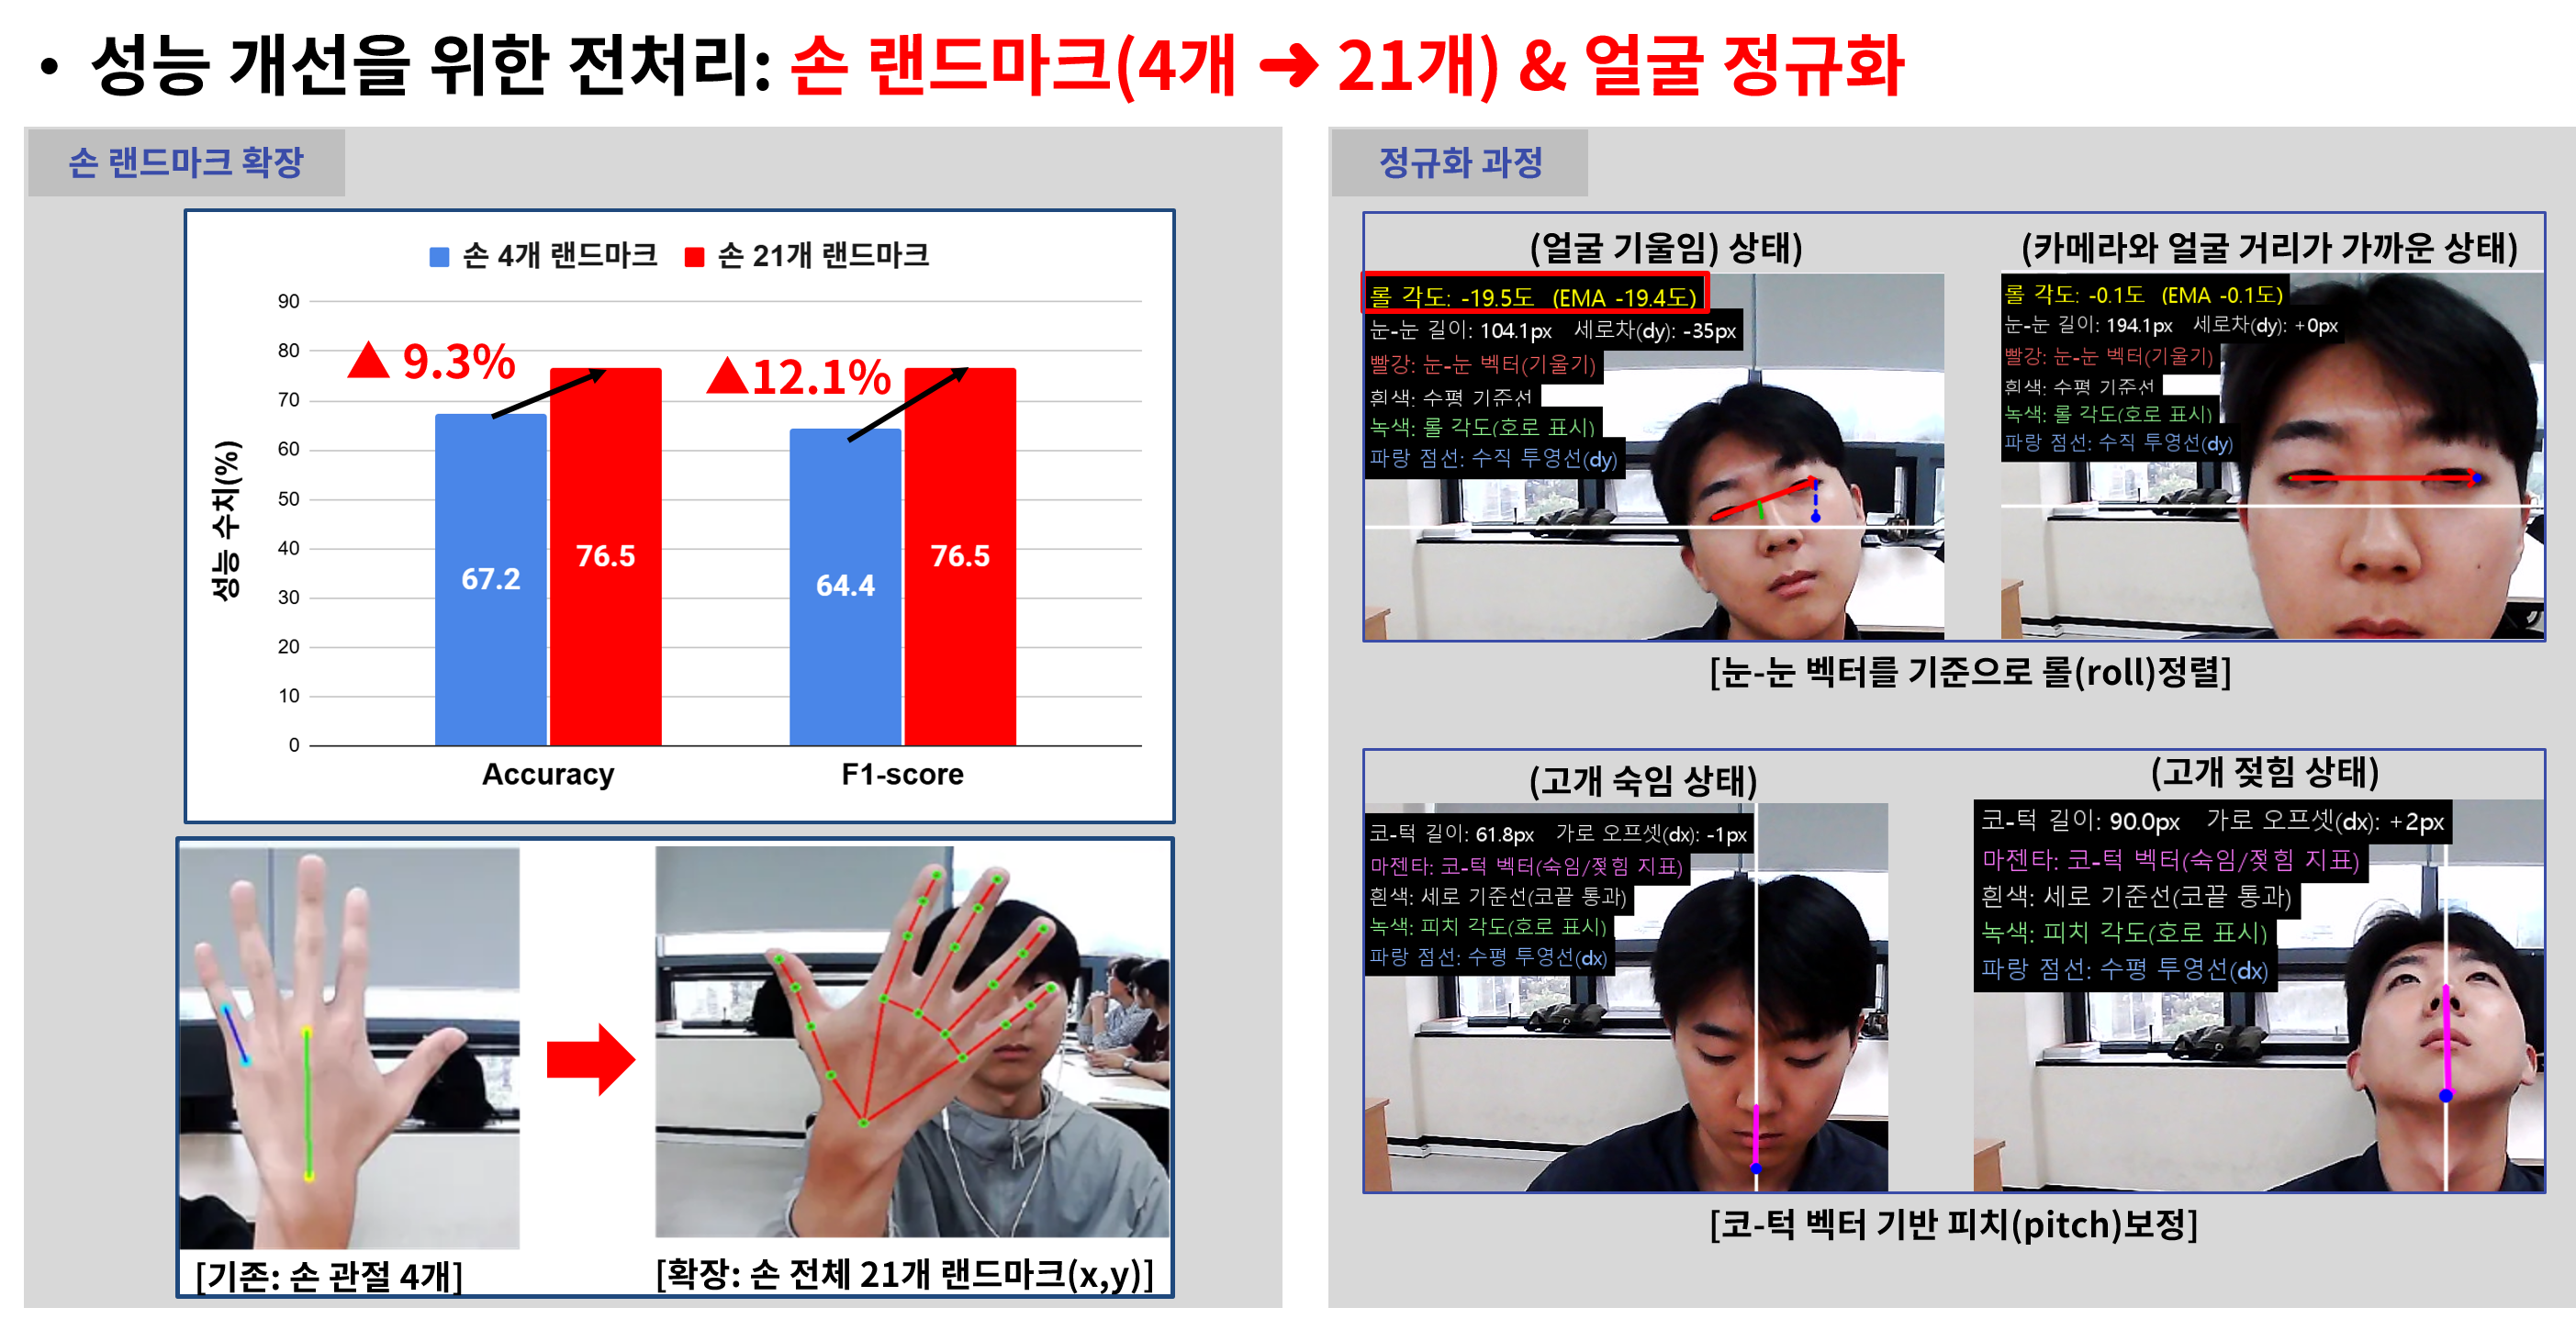 • 성능 개선을 위한 전처리: 손 랜드마크(4개 ➜ 21개) & 얼굴 정규화
손 랜드마크 확장
손 4개 랜드마크
손 21개 랜드마크
성능 수치(%)
90
80
70
60
50
40
30
20
10
0
▲ 9.3%
▲12.1%
67.2
76.5
64.4
76.5
Accuracy
F1-score
[기존: 손 관절 4개]
[확장: 손 전체 21개 랜드마크(x,y)]
정규화 과정
(얼굴 기울임) 상태)
롤 각도: -19.5도 (EMA -19.4도)
눈-눈 길이: 104.1px 세로차(dy): -35px
빨강: 눈-눈 벡터(기울기)
흰색: 수평 기준선
녹색: 롤 각도(호로 표시)
파랑 점선: 수직 투영선(dy)
(카메라와 얼굴 거리가 가까운 상태)
롤 각도: -0.1도 (EMA -0.1도)
눈-눈 길이: 194.1px 세로차(dy): +0px
빨강: 눈-눈 벡터(기울기)
흰색: 수평 기준선
녹색: 롤 각도(호로 표시)
파랑 점선: 수직 투영선(dy)
[눈-눈 벡터를 기준으로 롤(roll)정렬]
(고개 숙임 상태)
코-턱 길이: 61.8px 가로 오프셋(dx): -1px
마젠타: 코-턱 벡터(숙임/젖힘 지표)
흰색: 세로 기준선(코끝 통과)
녹색: 피치 각도(호로 표시)
파랑 점선: 수평 투영선(dx)
(고개 젖힘 상태)
코-턱 길이: 90.0px 가로 오프셋(dx): +2px
마젠타: 코-턱 벡터(숙임/젖힘 지표)
흰색: 세로 기준선(코끝 통과)
녹색: 피치 각도(호로 표시)
파랑 점선: 수평 투영선(dx)
[코-턱 벡터 기반 피치(pitch)보정]